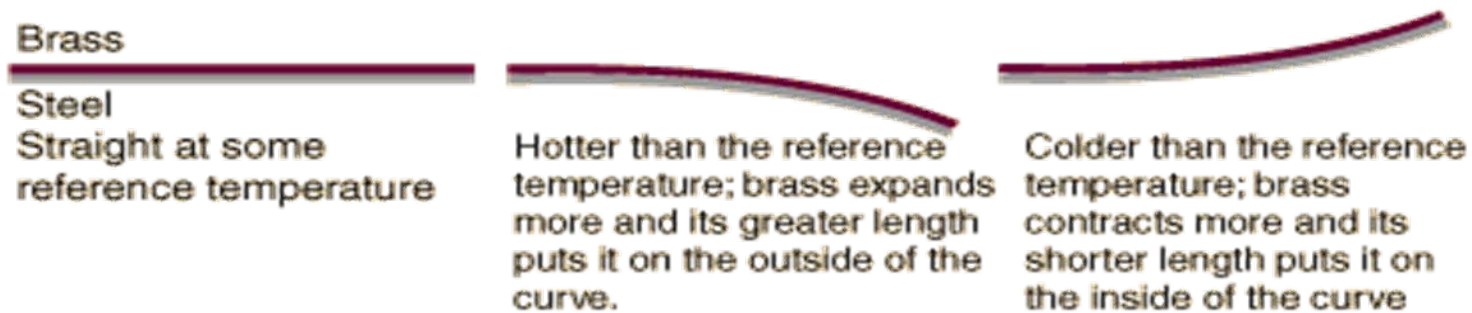 Brass
Steel
Straight at some
reference temperature
Hotter than the reference
temperature; brass expands
more and its greater length
puts it on the outside of the
curve.
Colder than the reference
temperature; brass
contracts more and its
shorter length puts it on
the inside of the curve